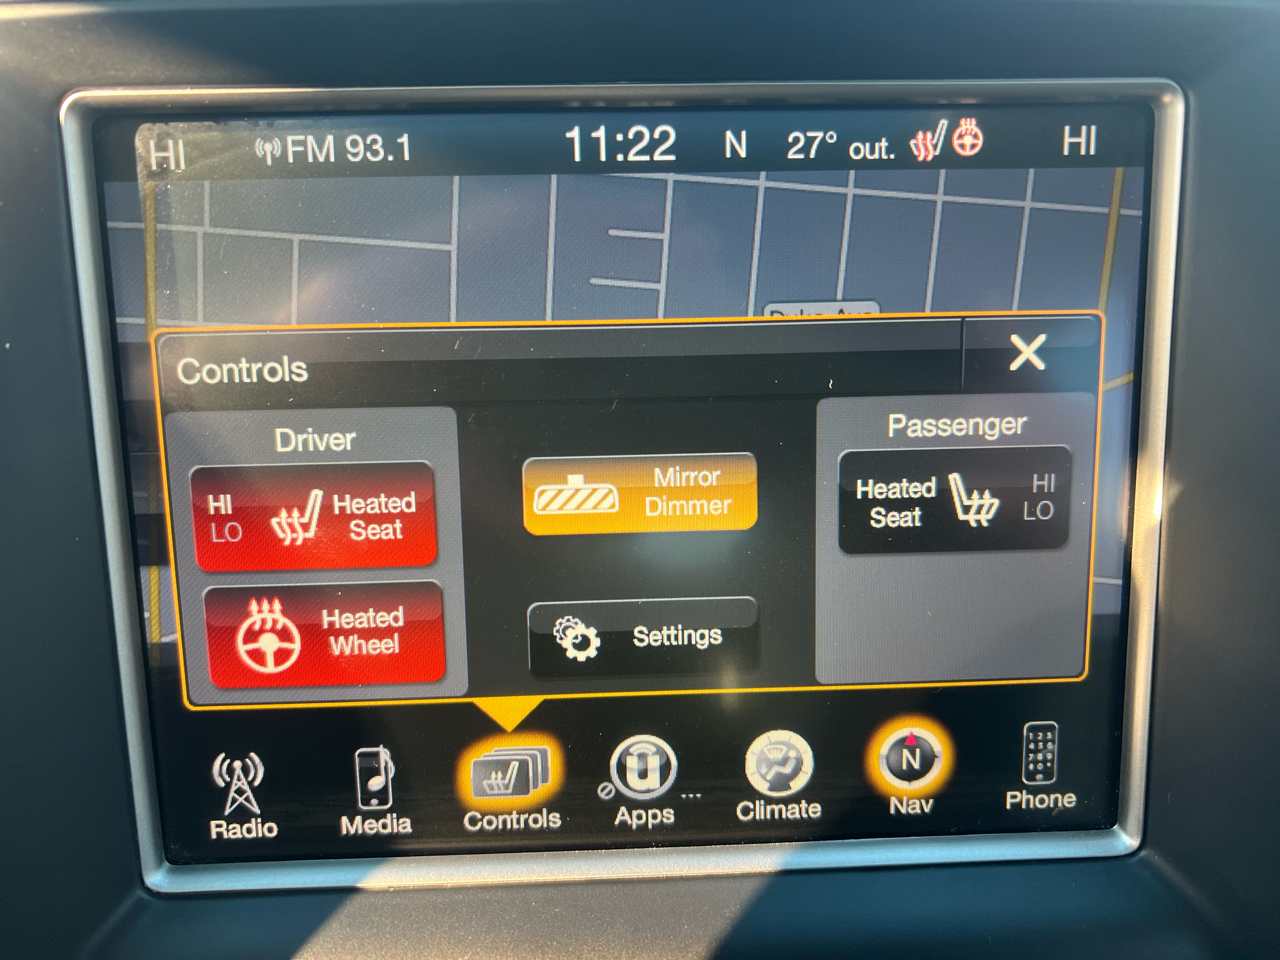 HI FM 93.1 11:22 N 27° out. HI
Controls
Driver
Passenger
HI
LO
Heated
Seat
Mirror
Dimmer
Heated
Seat
HI
LO
Heated
Wheel
Settings
Radio
Media
Controls
Apps
...
Climate
N
Nav
Phone